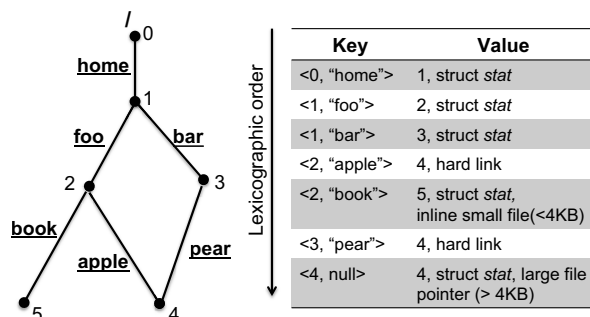 /
0
home
1
foo
bar
2
3
book
apple
pear
5
4
Lexicographic order
Key Value
<0, “home”> 1, struct stat
<1, “foo”> 2, struct stat
<1, “bar”> 3, struct stat
<2, “apple”> 4, hard link
<2, “book”> 5, struct stat,
inline small file(<4KB)
<3, “pear”> 4, hard link
<4, null> 4, struct stat, large file
pointer (> 4KB)